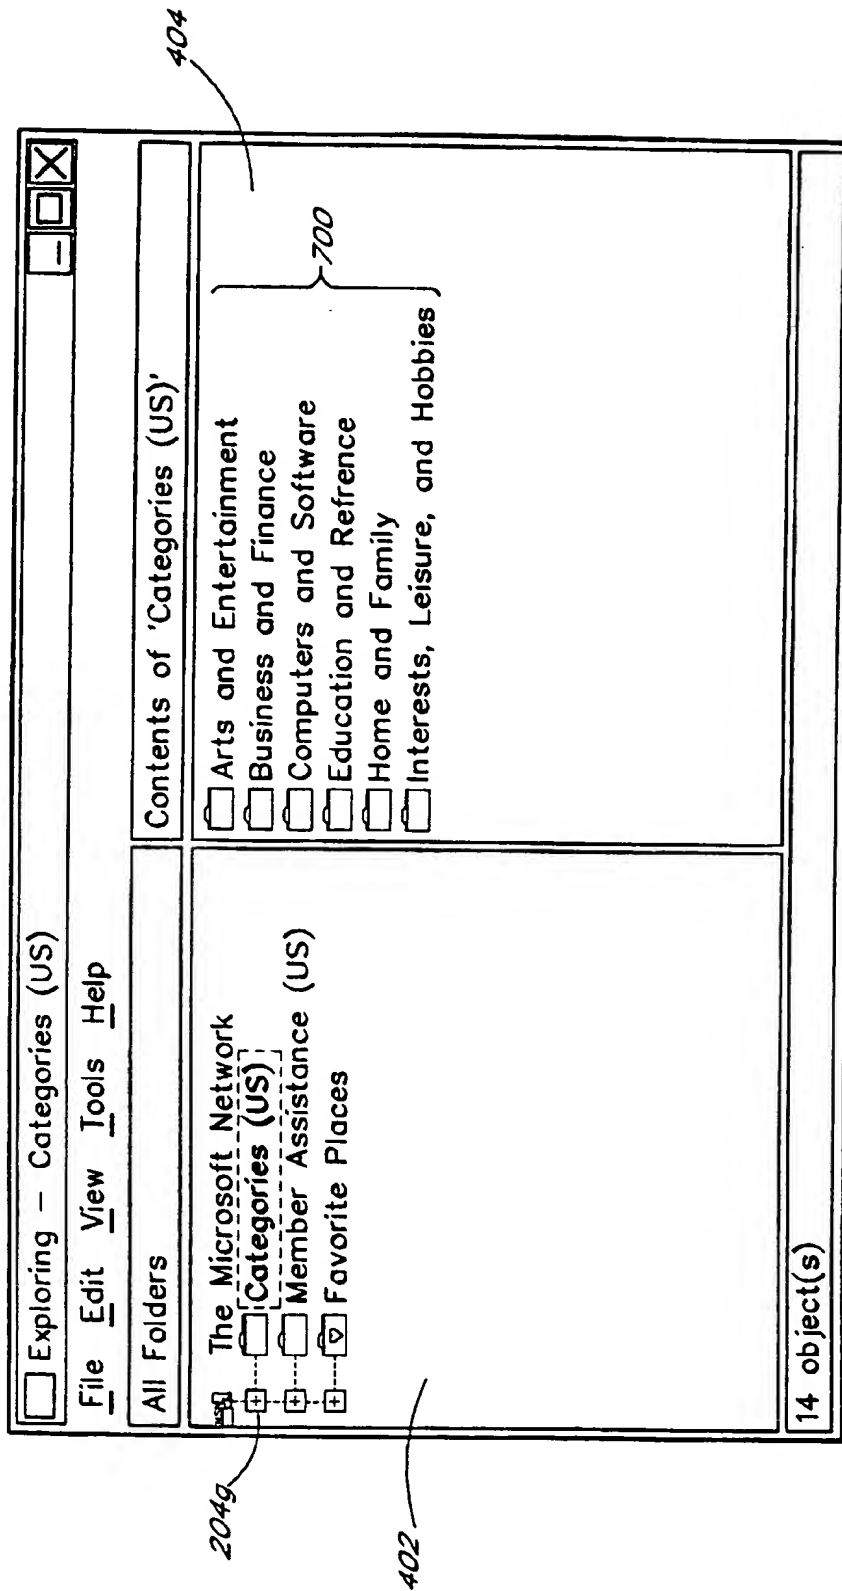 Exploring – Categories (US)
File Edit View Tools Help
All Folders
Contents of 'Categories (US)'
The Microsoft Network
Categories (US)
Member Assistance (US)
Favorite Places
Arts and Entertainment
Business and Finance
Computers and Software
Education and Refrence
Home and Family
Interests, Leisure, and Hobbies
14 object(s)
204g
402
404
700